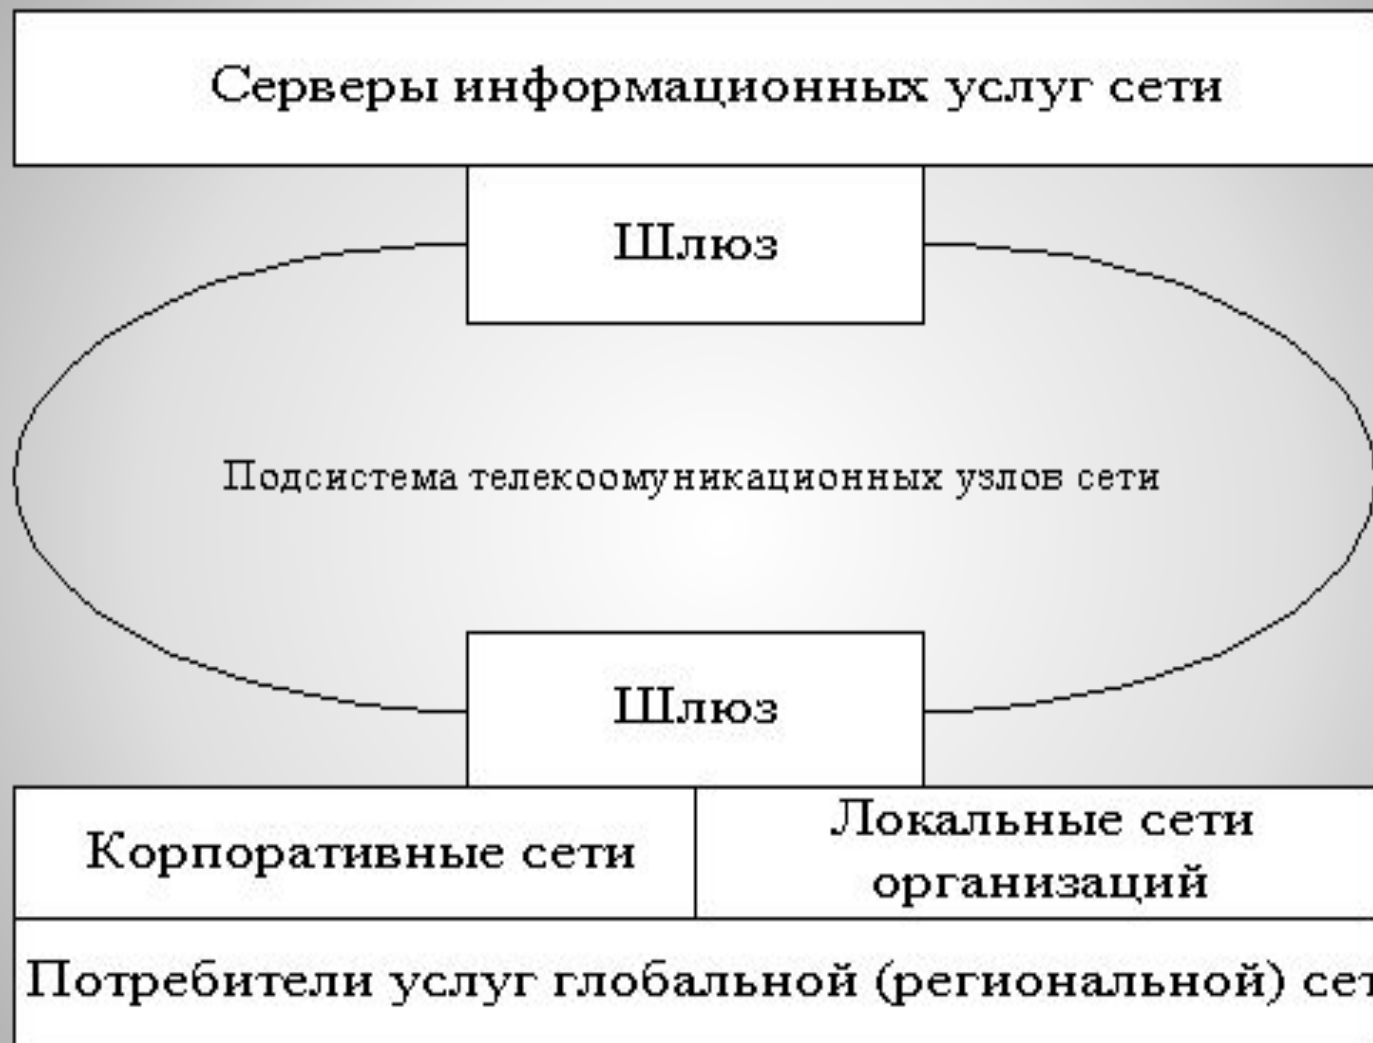 Серверы информационных услуг сети
Шлюз
Подсистема телекоомуникационных узлов сети
Шлюз
Корпоративные сети
Локальные сети
организаций
Потребители услуг глобальной (региональной)